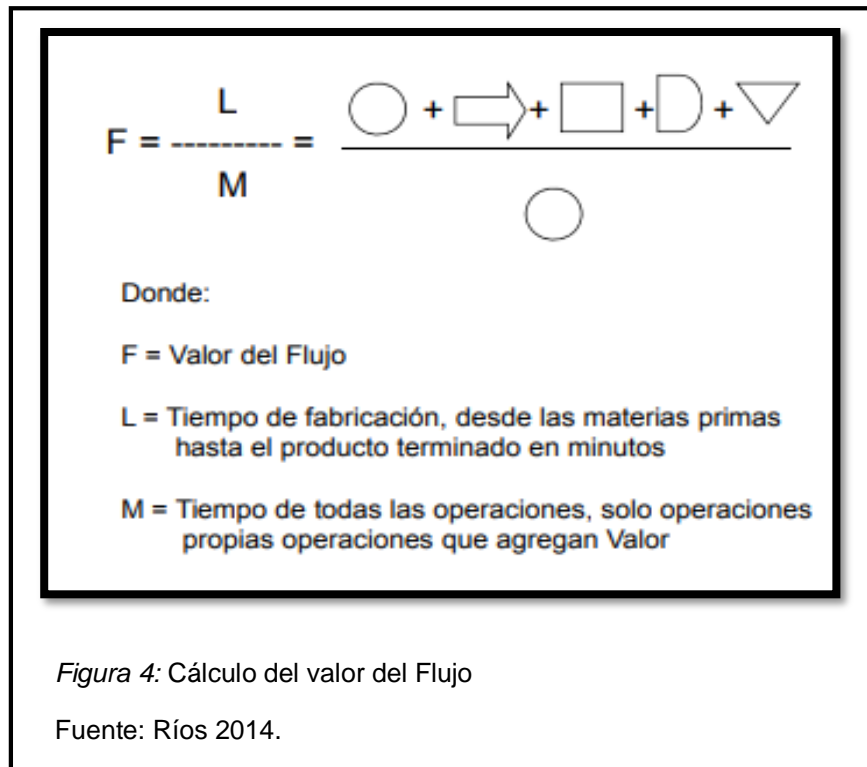 L
F = --------- =
M
+ + + +
Donde:
F = Valor del Flujo
L = Tiempo de fabricación, desde las materias primas
hasta el producto terminado en minutos
M = Tiempo de todas las operaciones, solo operaciones
propias operaciones que agregan Valor
Figura 4: Cálculo del valor del Flujo
Fuente: Ríos 2014.